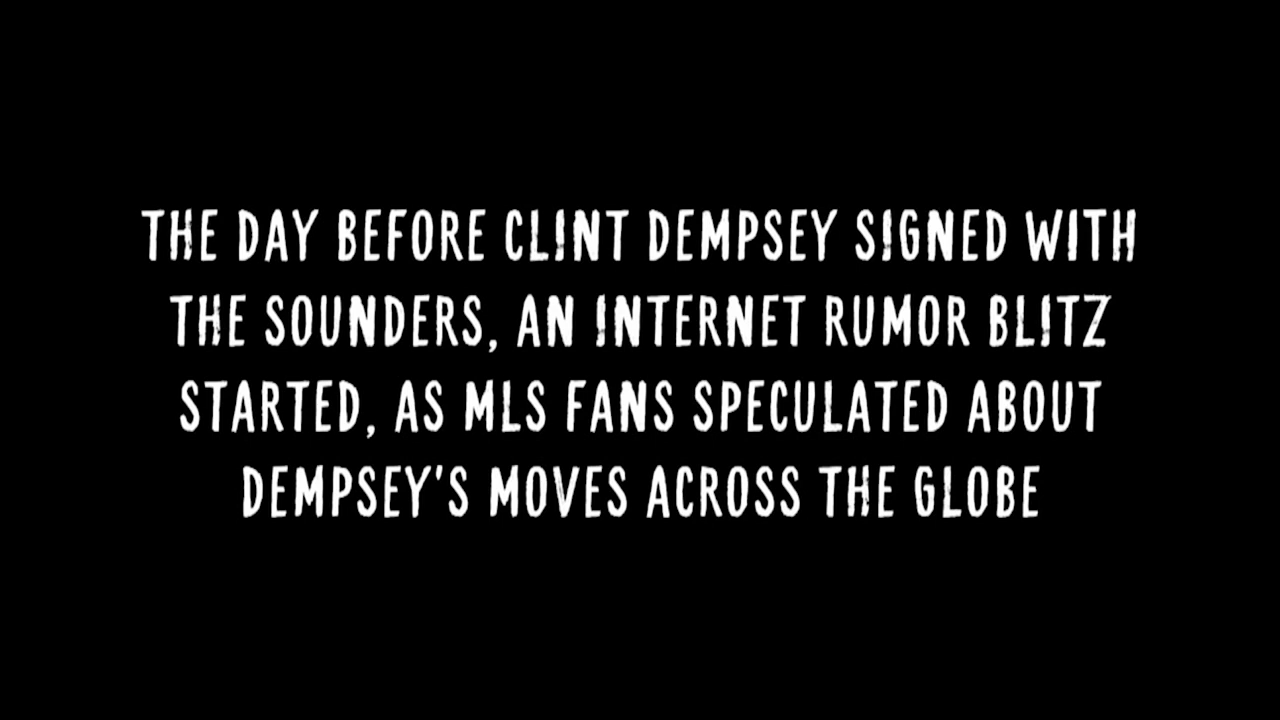 THE DAY BEFORE CLINT DEMPSEY SIGNED WITH
THE SOUNDERS, AN INTERNET RUMOR BLITZ
STARTED, AS MLS FANS SPECULATED ABOUT
DEMPSEY'S MOVES ACROSS THE GLOBE